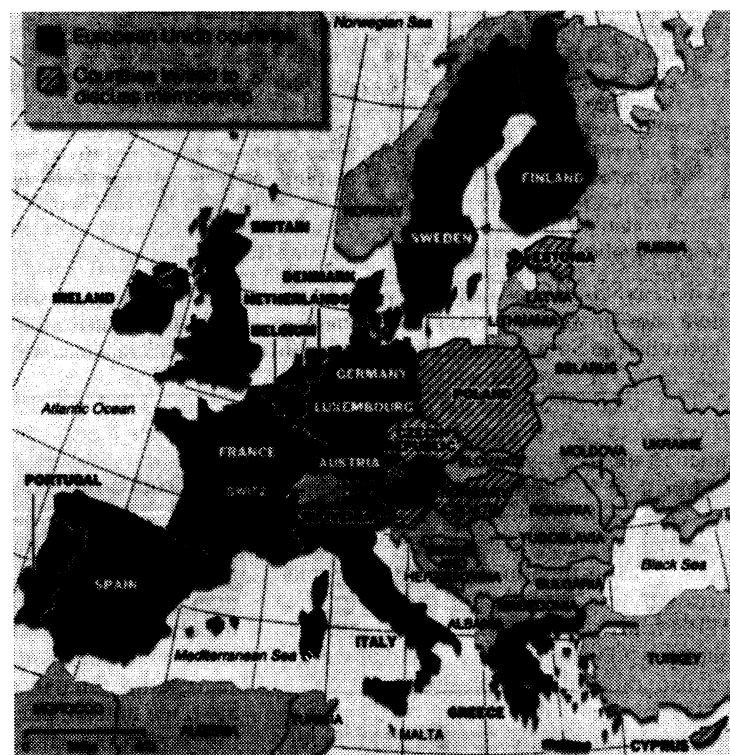 European Union countries
Countries invited to
discuss membership
Norwegian Sea
FINLAND
NORWAY
SWEDEN
BRITAIN
RUSSIA
ESTONIA
DENMARK
IRELAND
NETHERLANDS
LATVIA
LITHUANIA
BELGIUM
BELARUS
GERMANY
POLAND
Atlantic Ocean
LUXEMBOURG
UKRAINE
FRANCE
MOLDOVA
AUSTRIA
PORTUGAL
SWITZ.
ROMANIA
YUGOSLAVIA
Black Sea
SPAIN
HERZEGOVINA
BULGARIA
MACEDONIA
ALBANIA
ITALY
Mediterranean Sea
TURKEY
GREECE
MOROCCO
ALGERIA
TUNISIA
MALTA
CYPRUS